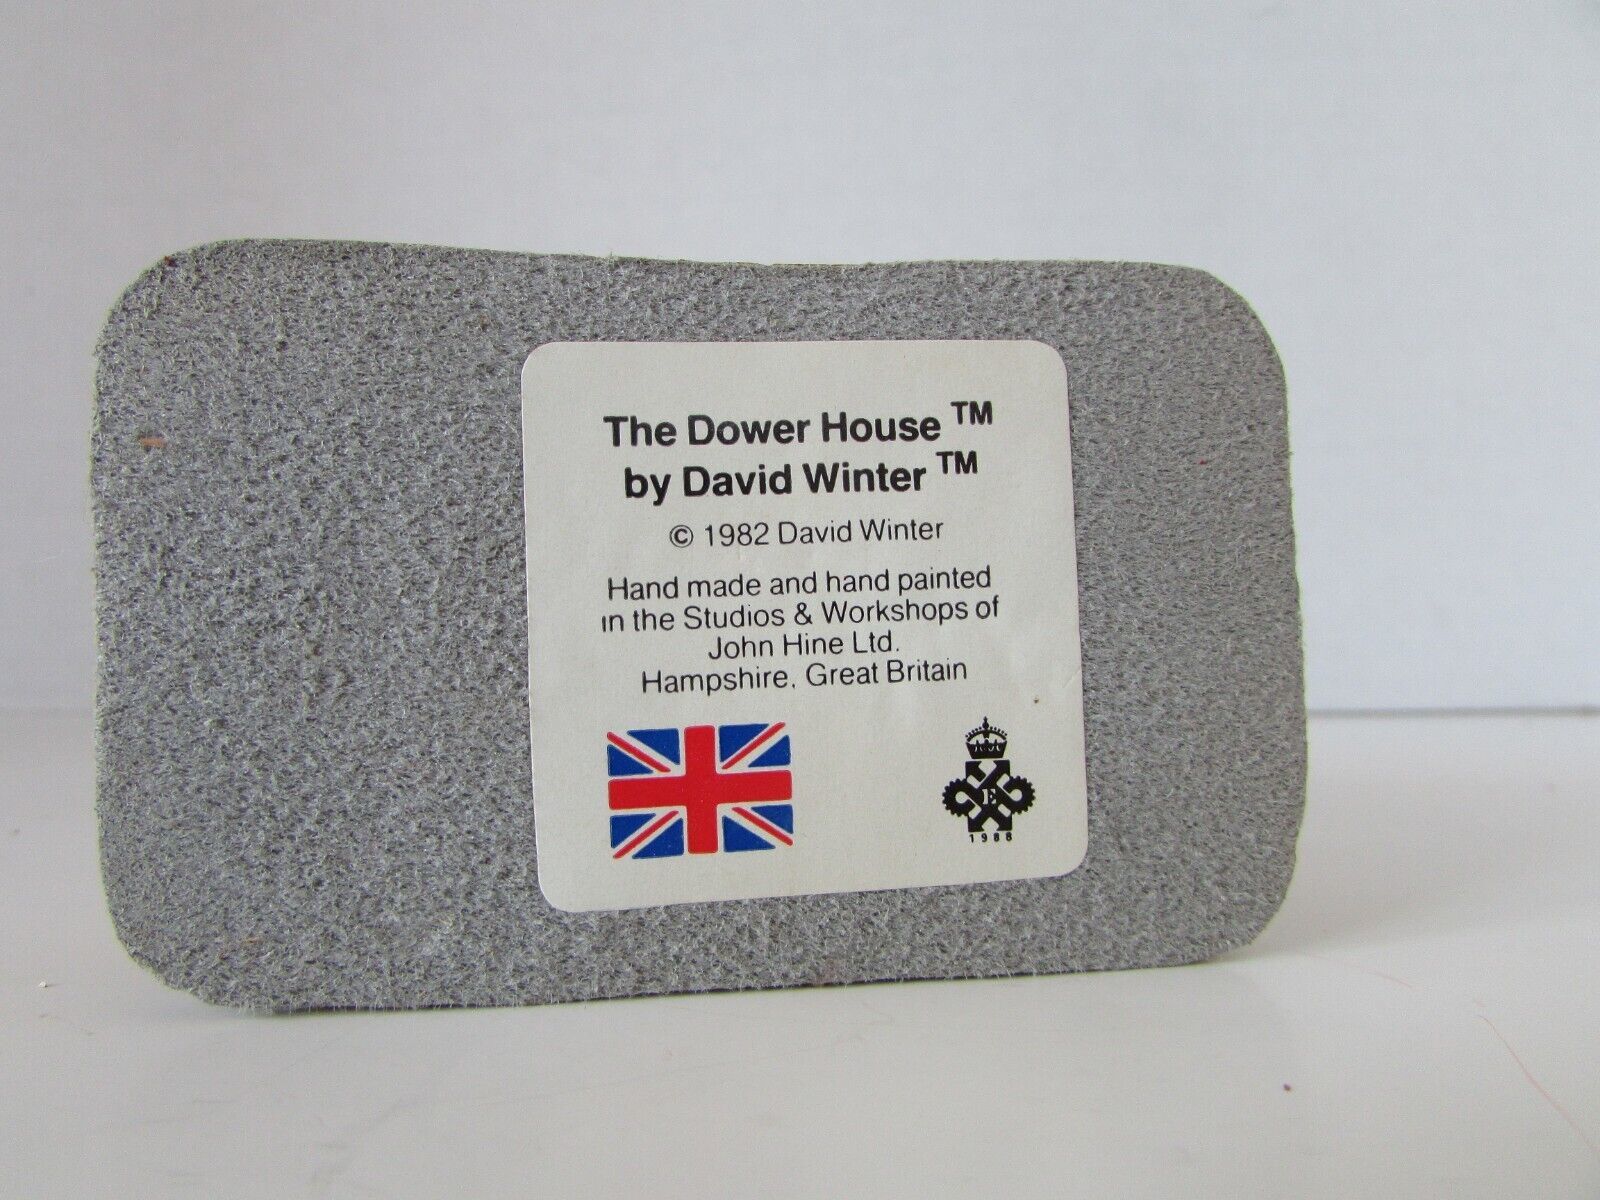 The Dower House ™
by David Winter ™
© 1982 David Winter
Hand made and hand painted
in the Studios & Workshops of
John Hine Ltd.
Hampshire, Great Britain
E
1988